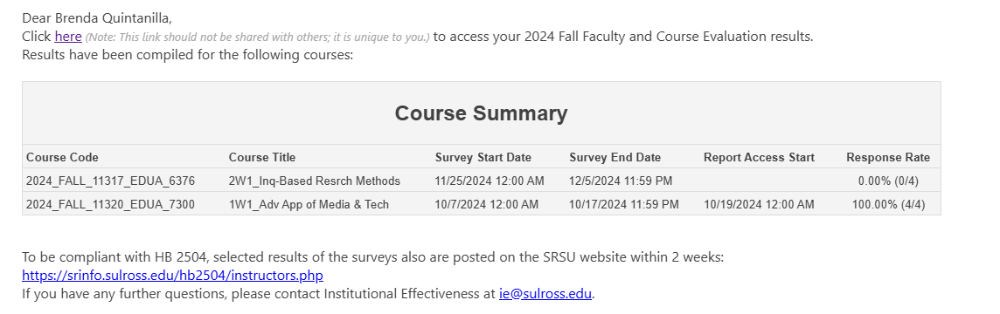 Dear Brenda Quintanilla,
Click here (Note: This link should not be shared with others; it is unique to you.) to access your 2024 Fall Faculty and Course Evaluation results.
Results have been compiled for the following courses:
Course Summary
Course Code Course Title Survey Start Date Survey End Date Report Access Start Response Rate
2024_FALL_11317_EDUA_6376 2W1_Inq-Based Resrch Methods 11/25/2024 12:00 AM 12/5/2024 11:59 PM 0.00% (0/4)
2024_FALL_11320_EDUA_7300 1W1_Adv App of Media & Tech 10/7/2024 12:00 AM 10/17/2024 11:59 PM 10/19/2024 12:00 AM 100.00% (4/4)
To be compliant with HB 2504, selected results of the surveys also are posted on the SRSU website within 2 weeks:
https://srinfo.sulross.edu/hb2504/instructors.php
If you have any further questions, please contact Institutional Effectiveness at ie@sulross.edu.